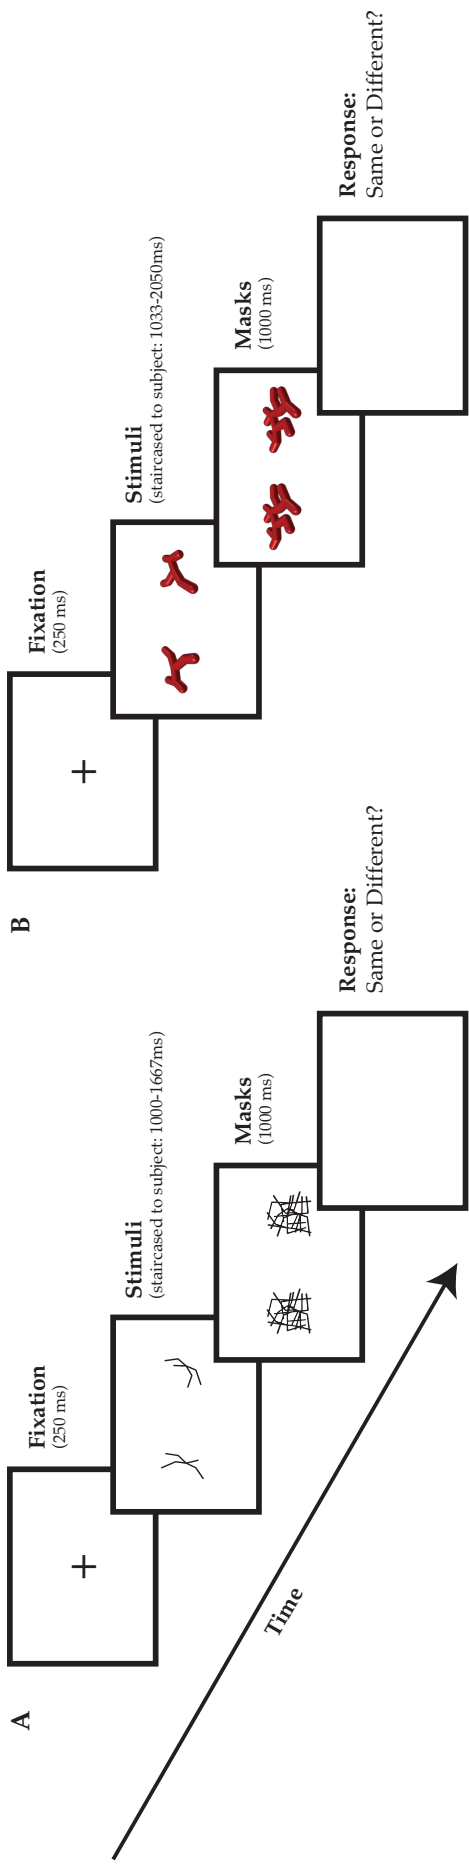 A
Fixation
(250 ms)
Stimuli
(staircased to subject: 1000-1667ms)
Masks
(1000 ms)
Response:
Same or Different?
Time
B
Fixation
(250 ms)
Stimuli
(staircased to subject: 1033-2050ms)
Masks
(1000 ms)
Response:
Same or Different?